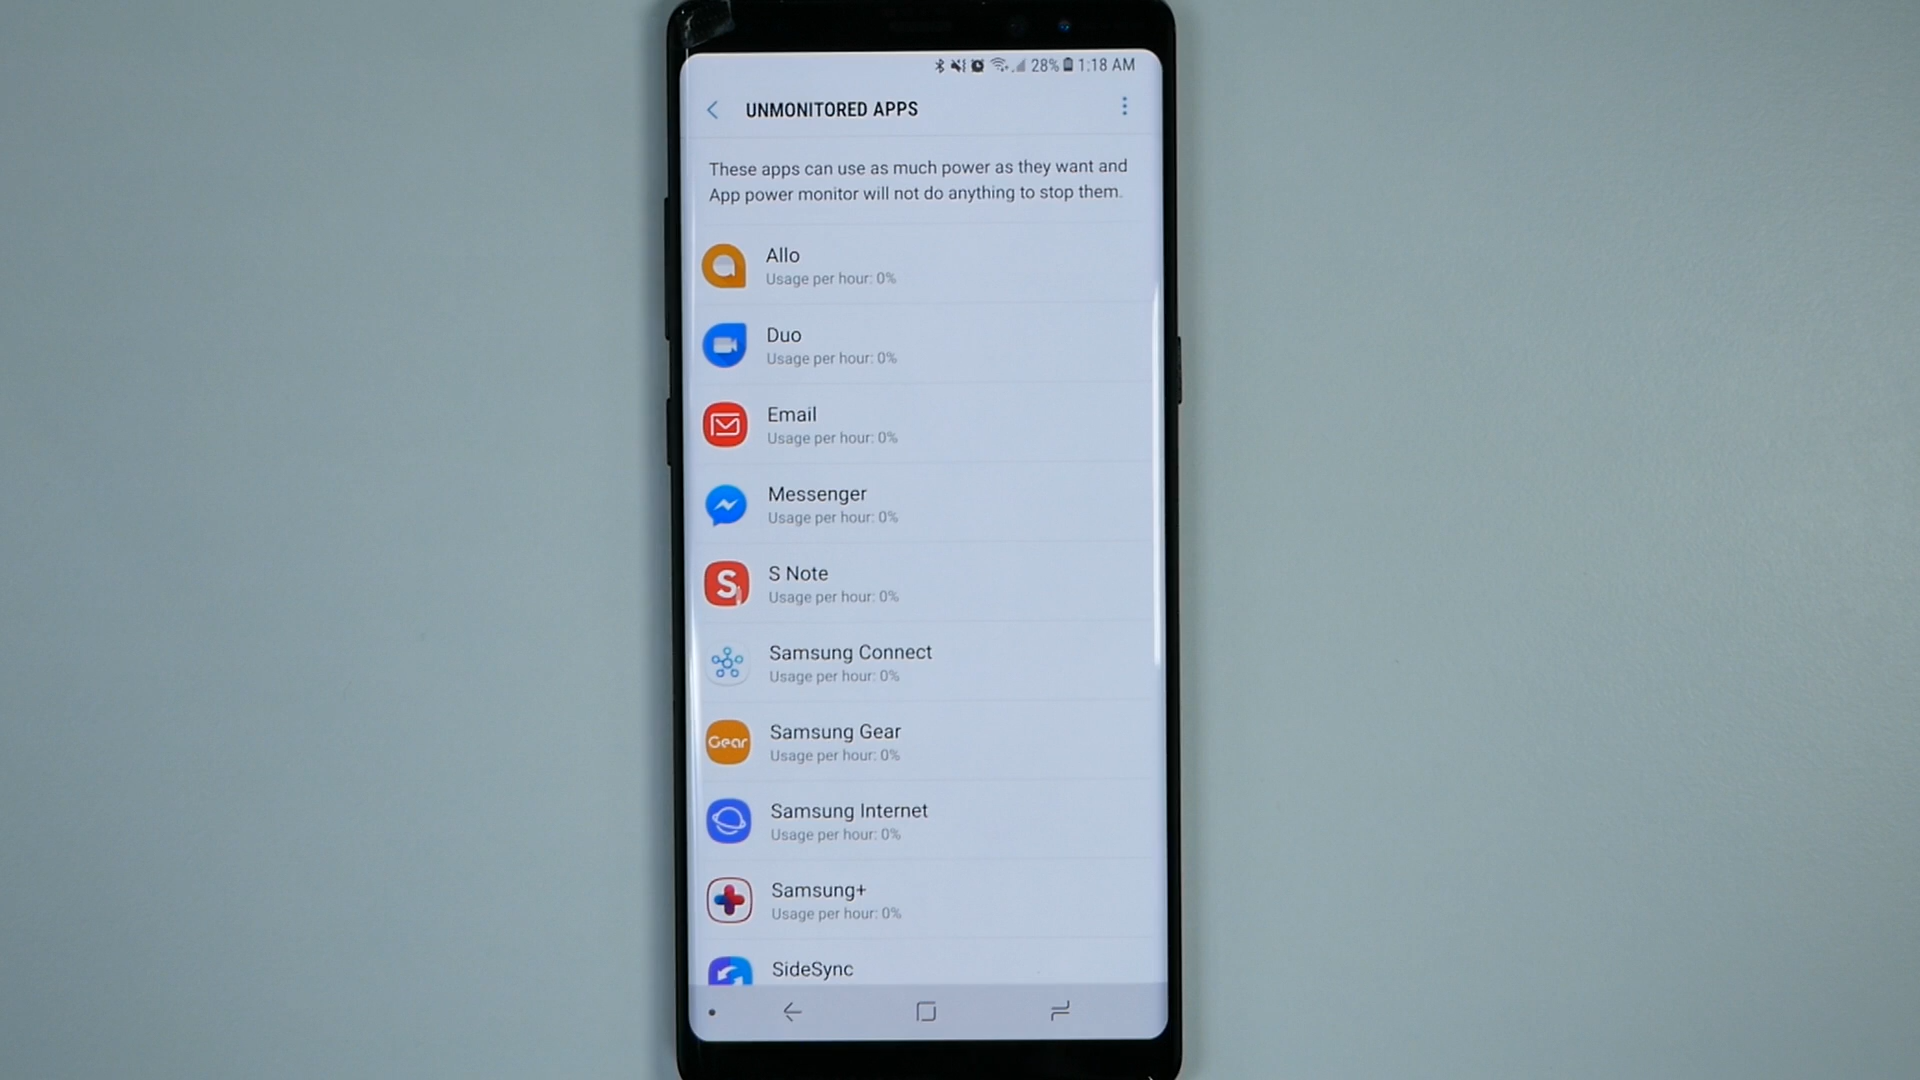 28% 1:18 AM
UNMONITORED APPS
These apps can use as much power as they want and
App power monitor will not do anything to stop them.
Allo
Usage per hour: 0%
Duo
Usage per hour: 0%
Email
Usage per hour: 0%
Messenger
Usage per hour: 0%
S
S Note
Usage per hour: 0%
Samsung Connect
Usage per hour: 0%
Gear
Samsung Gear
Usage per hour: 0%
Samsung Internet
Usage per hour: 0%
Samsung+
Usage per hour: 0%
SideSync